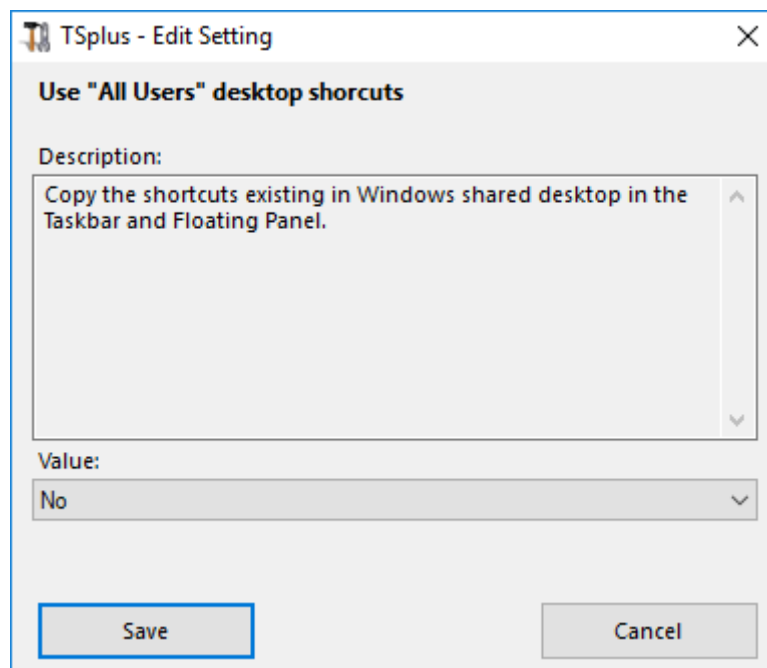 TSplus - Edit Setting
Use "All Users" desktop shorcuts
Description:
Copy the shortcuts existing in Windows shared desktop in the
Taskbar and Floating Panel.
Value:
No
Save
Cancel